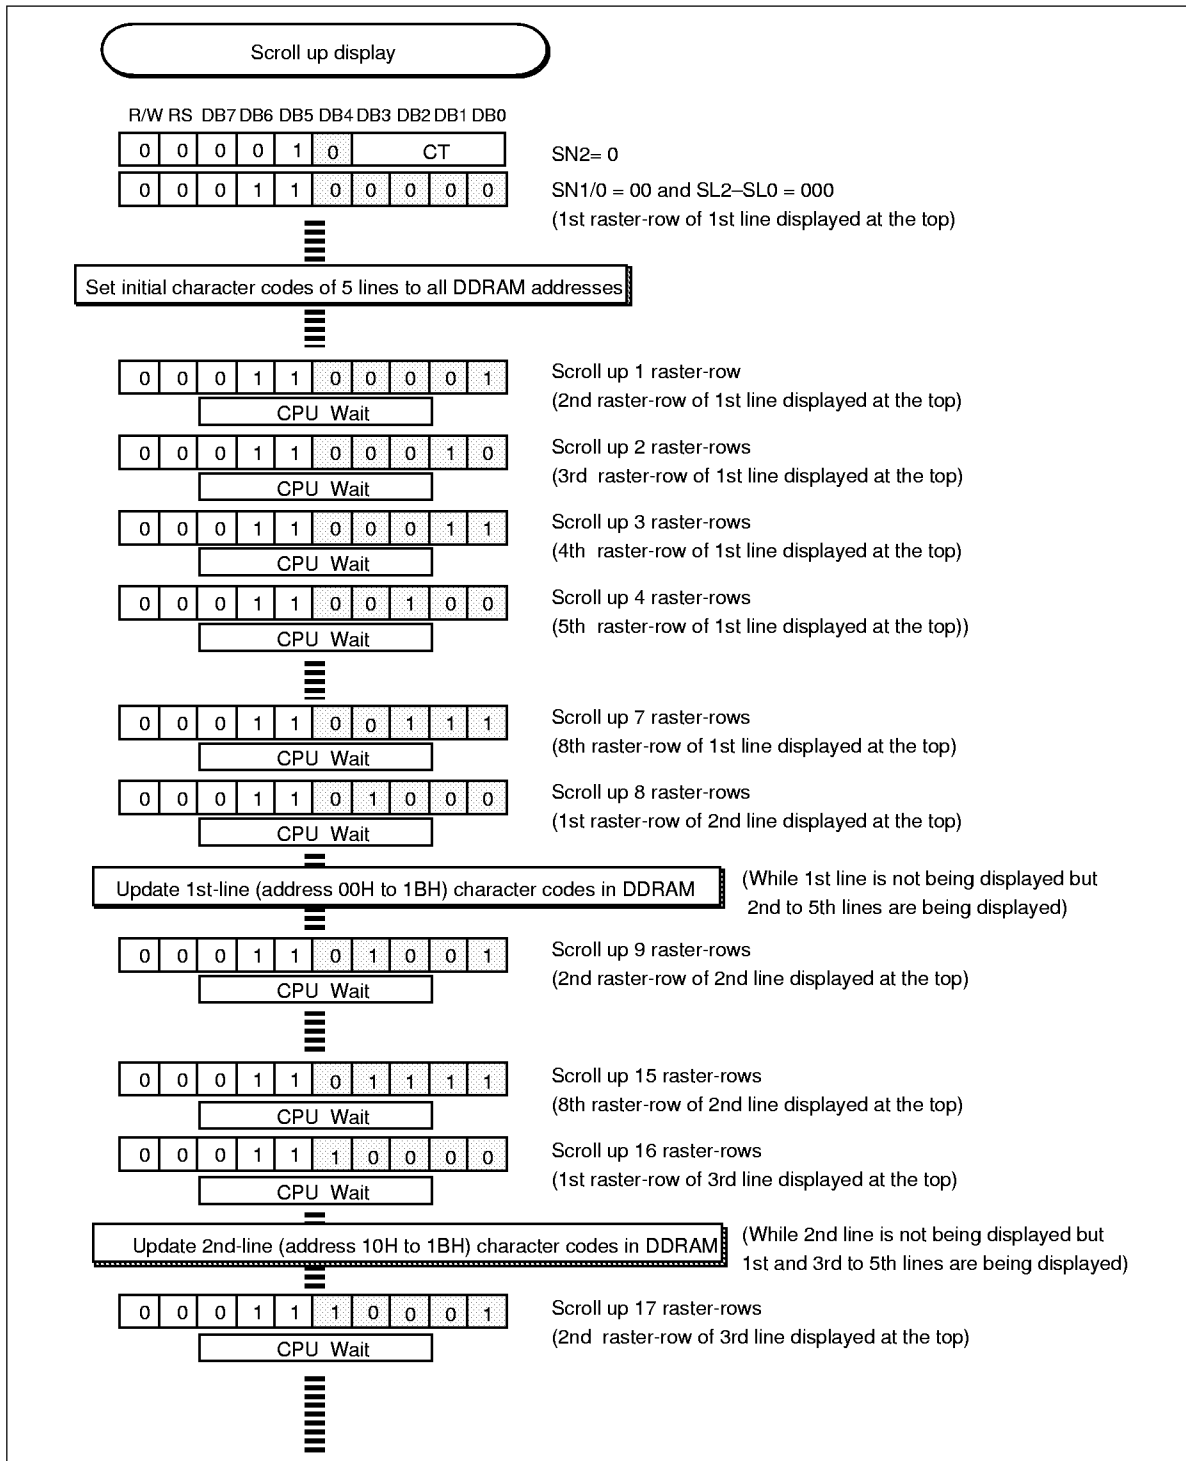 Scroll up display
R/W RS DB7 DB6 DB5 DB4 DB3 DB2 DB1 DB0
0 0 0 0 1 0 CT SN2= 0
0 0 0 1 1 0 0 0 0 0 SN1/0 = 00 and SL2–SL0 = 000
(1st raster-row of 1st line displayed at the top)
Set initial character codes of 5 lines to all DDRAM addresses
0 0 0 1 1 0 0 0 0 1 Scroll up 1 raster-row
CPU Wait (2nd raster-row of 1st line displayed at the top)
0 0 0 1 1 0 0 0 1 0 Scroll up 2 raster-rows
CPU Wait (3rd raster-row of 1st line displayed at the top)
0 0 0 1 1 0 0 0 1 1 Scroll up 3 raster-rows
CPU Wait (4th raster-row of 1st line displayed at the top)
0 0 0 1 1 0 0 1 0 0 Scroll up 4 raster-rows
CPU Wait (5th raster-row of 1st line displayed at the top))
0 0 0 1 1 0 0 1 1 1 Scroll up 7 raster-rows
CPU Wait (8th raster-row of 1st line displayed at the top)
0 0 0 1 1 0 1 0 0 0 Scroll up 8 raster-rows
CPU Wait (1st raster-row of 2nd line displayed at the top)
Update 1st-line (address 00H to 1BH) character codes in DDRAM (While 1st line is not being displayed but
2nd to 5th lines are being displayed)
0 0 0 1 1 0 1 0 0 1 Scroll up 9 raster-rows
CPU Wait (2nd raster-row of 2nd line displayed at the top)
0 0 0 1 1 0 1 1 1 1 Scroll up 15 raster-rows
CPU Wait (8th raster-row of 2nd line displayed at the top)
0 0 0 1 1 1 0 0 0 0 Scroll up 16 raster-rows
CPU Wait (1st raster-row of 3rd line displayed at the top)
Update 2nd-line (address 10H to 1BH) character codes in DDRAM (While 2nd line is not being displayed but
1st and 3rd to 5th lines are being displayed)
0 0 0 1 1 1 0 0 0 1 Scroll up 17 raster-rows
CPU Wait (2nd raster-row of 3rd line displayed at the top)